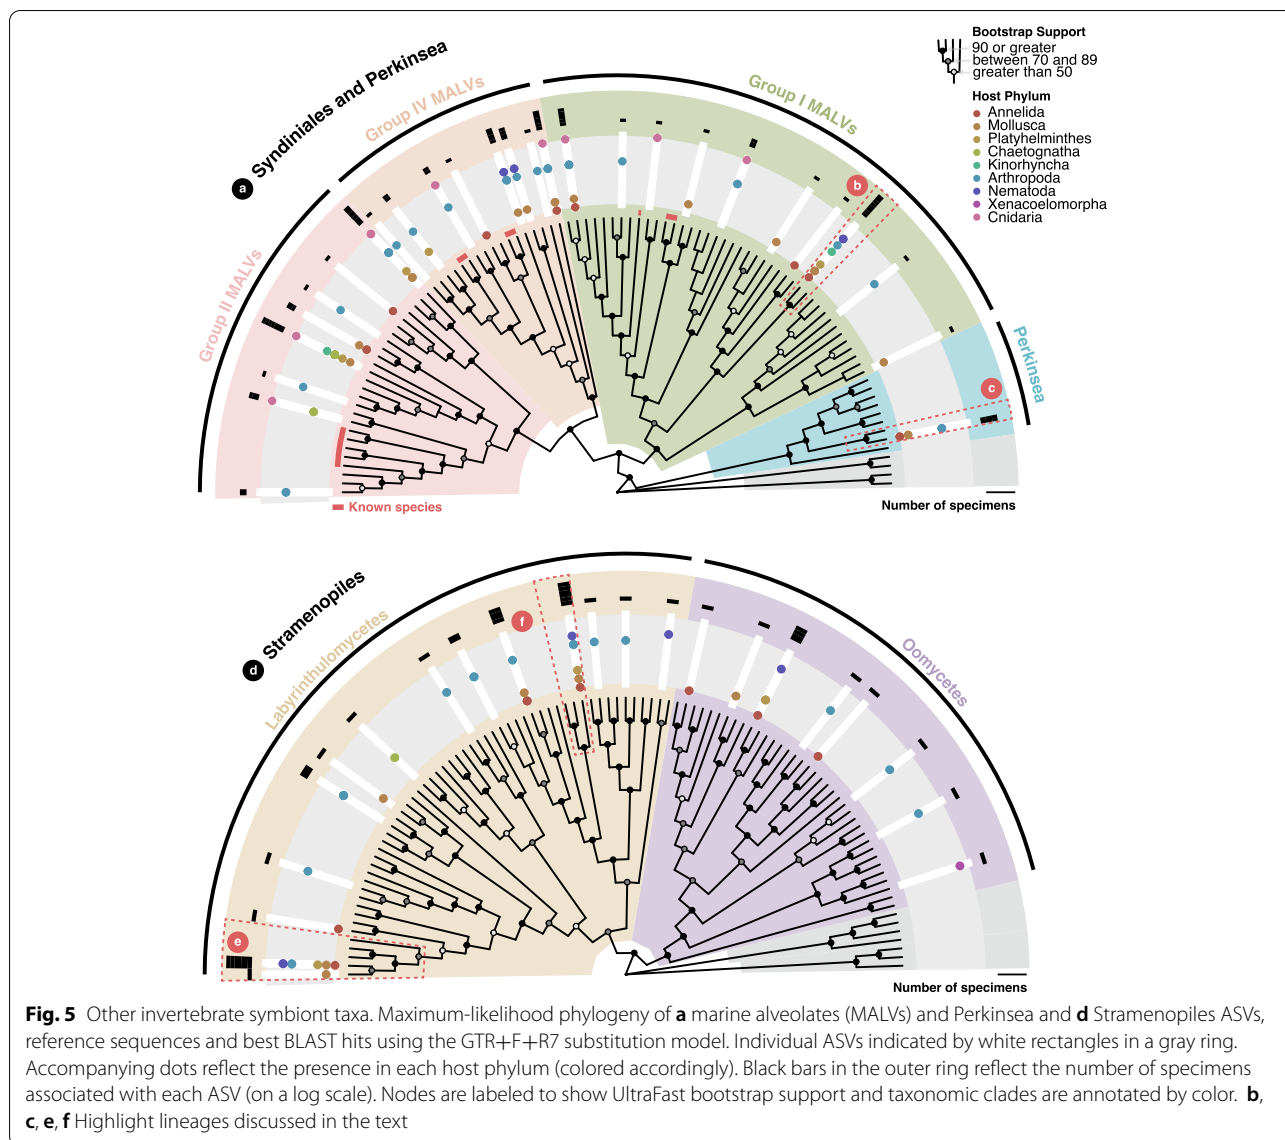 Bootstrap Support
90 or greater
between 70 and 89
greater than 50
Host Phylum
Annelida
Mollusca
Platyhelminthes
Chaetognatha
Kinorhyncha
Arthropoda
Nematoda
Xenacoelomorpha
Cnidaria
a Syndiniales and Perkinsea
Group IV MALVs
Group I MALVs
Group II MALVs
Perkinsea
b
c
Known species
Number of specimens
d Stramenopiles
Labyrinthulomycetes
Oomycetes
f
e
Number of specimens
Fig. 5 Other invertebrate symbiont taxa. Maximum-likelihood phylogeny of a marine alveolates (MALVs) and Perkinsea and d Stramenopiles ASVs,
reference sequences and best BLAST hits using the GTR+F+R7 substitution model. Individual ASVs indicated by white rectangles in a gray ring.
Accompanying dots reflect the presence in each host phylum (colored accordingly). Black bars in the outer ring reflect the number of specimens
associated with each ASV (on a log scale). Nodes are labeled to show UltraFast bootstrap support and taxonomic clades are annotated by color. b,
c, e, f Highlight lineages discussed in the text